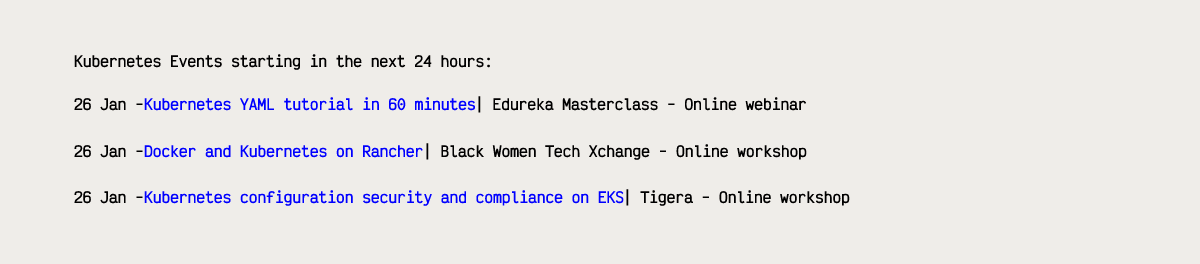 Kubernetes Events starting in the next 24 hours:
26 Jan -Kubernetes YAML tutorial in 60 minutes| Edureka Masterclass - Online webinar
26 Jan -Docker and Kubernetes on Rancher| Black Women Tech Xchange - Online workshop
26 Jan -Kubernetes configuration security and compliance on EKS| Tigera - Online workshop